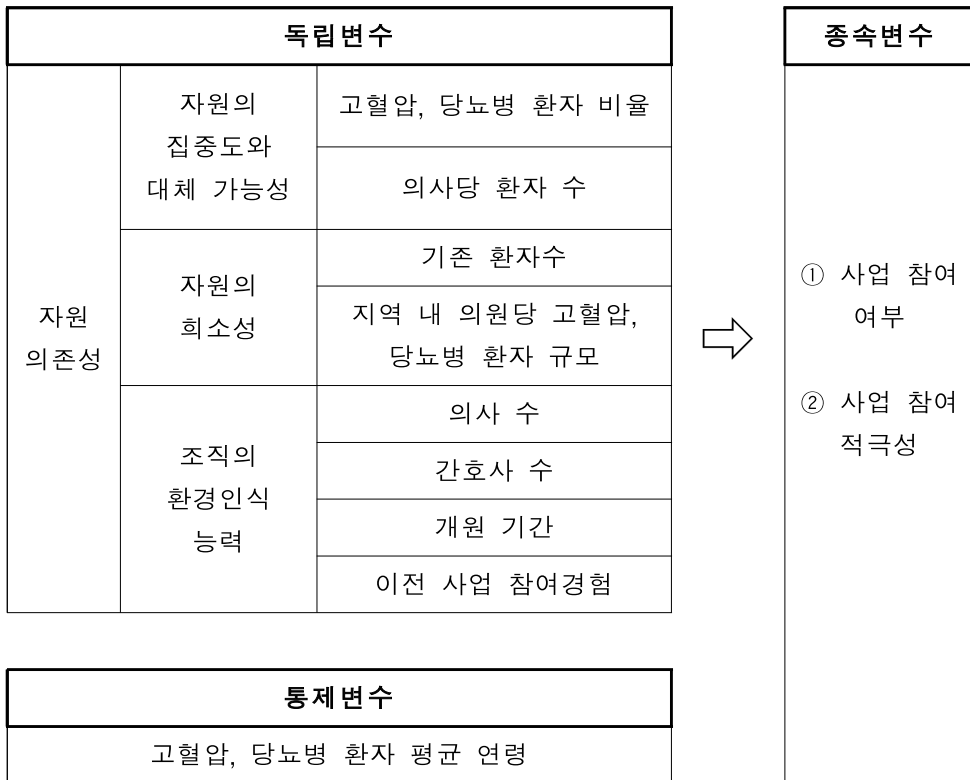 독립변수
종속변수
자원
의존성
자원의
집중도와
대체 가능성
고혈압, 당뇨병 환자 비율
의사당 환자 수
자원의
희소성
기존 환자수
지역 내 의원당 고혈압,
당뇨병 환자 규모
조직의
환경인식
능력
의사 수
간호사 수
개원 기간
이전 사업 참여경험
① 사업 참여
여부
② 사업 참여
적극성
통제변수
고혈압, 당뇨병 환자 평균 연령